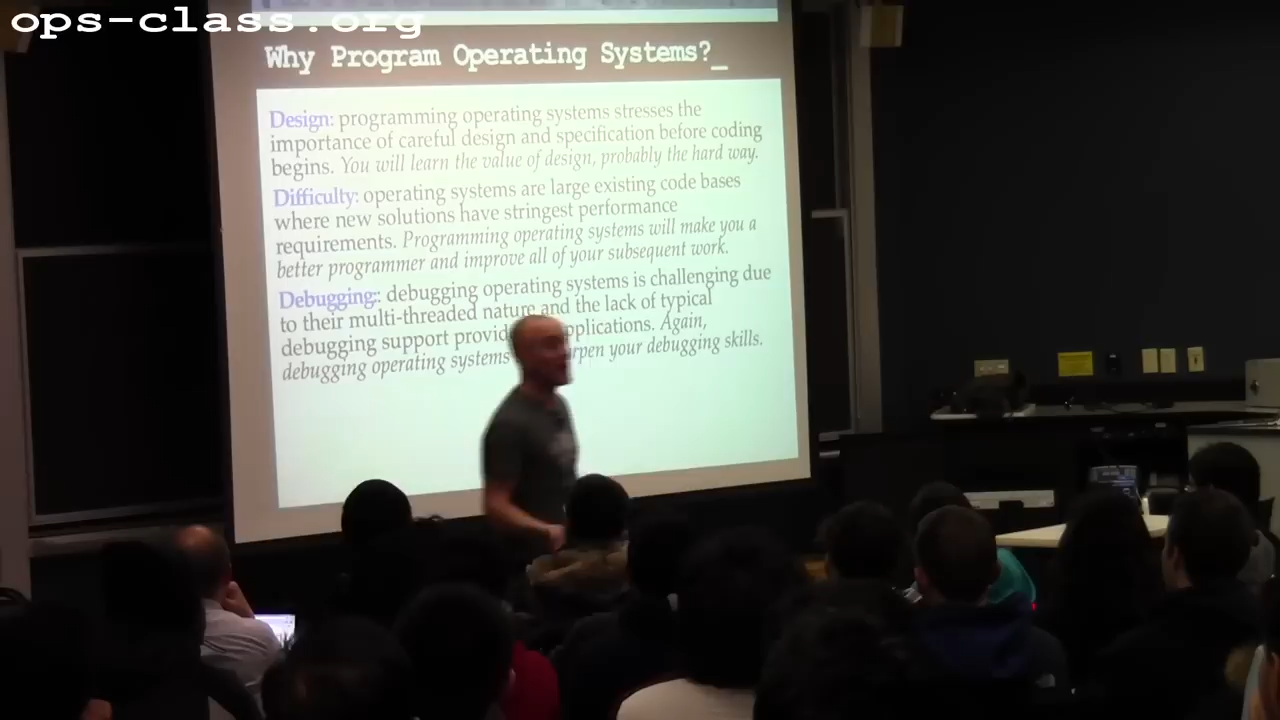 ops-class.org
Why Program Operating Systems?_
Design: programming operating systems stresses the
importance of careful design and specification before coding
begins. You will learn the value of design, probably the hard way.
Difficulty: operating systems are large existing code bases
where new solutions have stringest performance
requirements. Programming operating systems will make you a
better programmer and improve all of your subsequent work.
Debugging:: debugging operating systems is challenging due
to their multi-threaded nature and the lack of typical
debugging support applications. Again,
debugging operating systems your debugging skills.